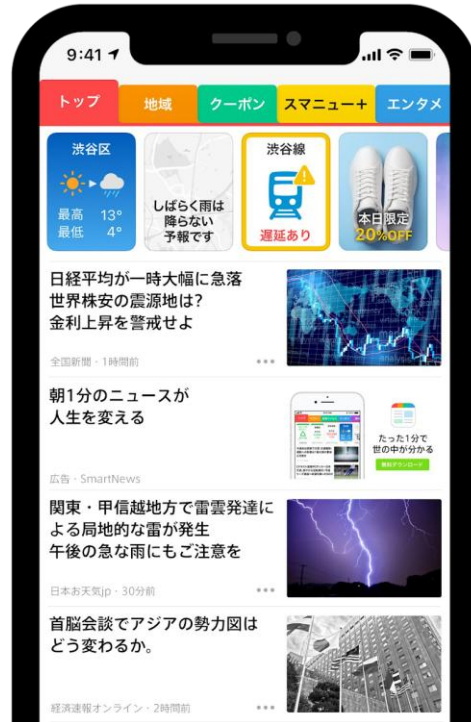 9:41
トップ
地域
クーポン
スマニュー+
エンタメ
渋谷区
最高 13°
最低 4°
しばらく雨は
降らない
予報です
渋谷線
遅延あり
本日限定
20%OFF
日経平均が一時大幅に急落
世界株安の震源地は?
金利上昇を警戒せよ
全国新聞・1時間前
朝1分のニュースが
人生を変える
たった1分で
世の中が分かる
無料ダウンロード
広告・SmartNews
関東・甲信越地方で雷雲発達に
よる局地的な雷が発生
午後の急な雨にもご注意を
日本お天気jp・30分前
首脳会談でアジアの勢力図は
どう変わるか。
経済速報オンライン・2時間前